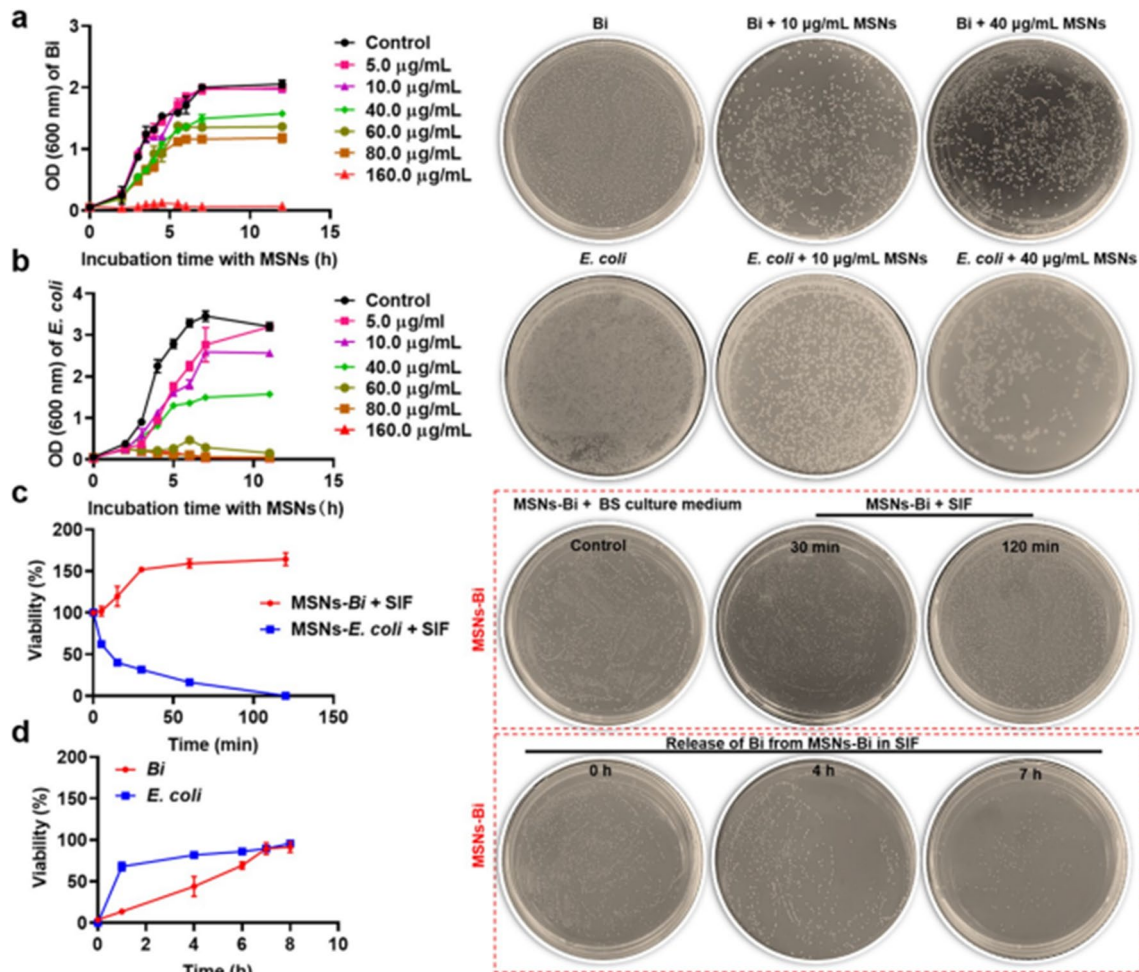 a
OD (600 nm) of Bi
3
2
1
0
0 5 10 15
Incubation time with MSNs (h)
Control
5.0 μg/mL
10.0 μg/mL
40.0 μg/mL
60.0 μg/mL
80.0 μg/mL
160.0 μg/mL
Bi
Bi + 10 μg/mL MSNs
Bi + 40 μg/mL MSNs
b
OD (600 nm) of E. coli
4
3
2
1
0
0 5 10 15
Incubation time with MSNs (h)
Control
5.0 μg/ml
10.0 μg/mL
40.0 μg/mL
60.0 μg/mL
80.0 μg/mL
160.0 μg/mL
E. coli
E. coli + 10 μg/mL MSNs
E. coli + 40 μg/mL MSNs
c
Viability (%)
200
150
100
50
0
0 50 100 150
Time (min)
MSNs-Bi + SIF
MSNs-E. coli + SIF
MSNs-Bi
MSNs-Bi + BS culture medium
MSNs-Bi + SIF
Control
30 min
120 min
d
Viability (%)
200
150
100
50
0
0 2 4 6 8 10
Time (h)
Bi
E. coli
MSNs-Bi
Release of Bi from MSNs-Bi in SIF
0 h
4 h
7 h